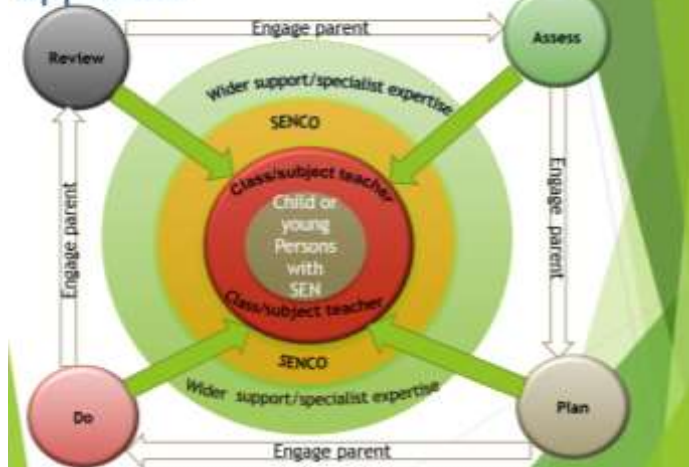 Engage parent
Review
Assess
Wider support/specialist expertise
SENCO
Class/subject teacher
Child or
young
Persons
with
SEN
Engage parent
Engage parent
Class/subject teacher
SENCO
Wider support/specialist expertise
Do
Plan
Engage parent